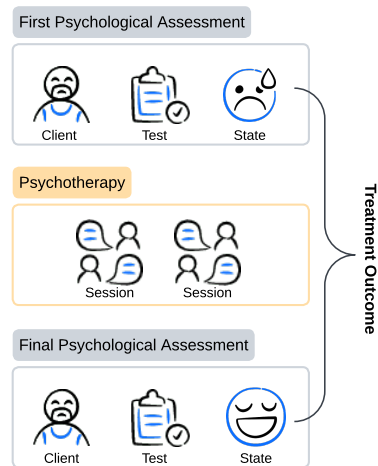 First Psychological Assessment
Client
Test
State
Psychotherapy
Session
Session
Treatment Outcome
Final Psychological Assessment
Client
Test
State